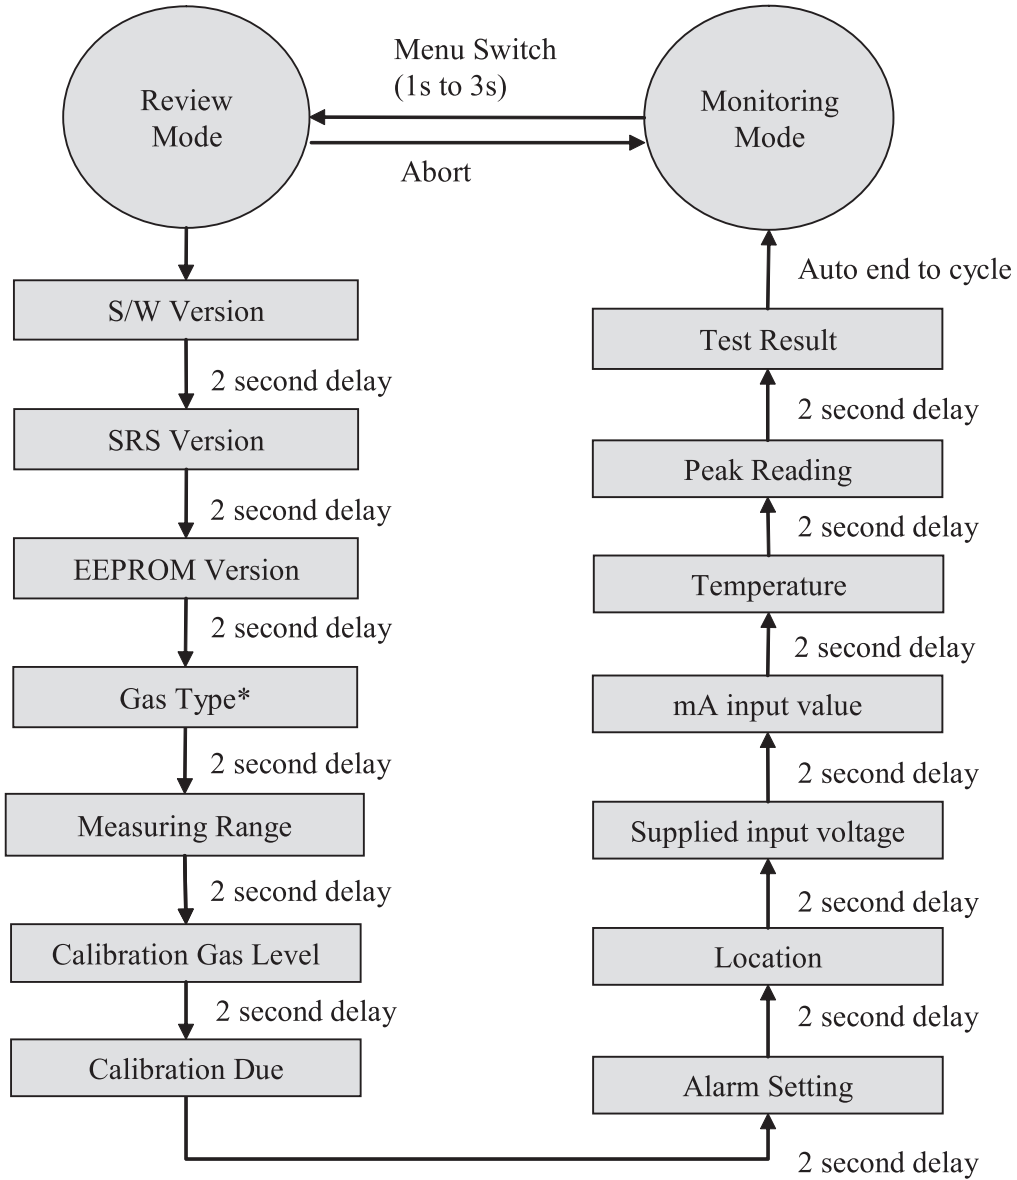 Review
Mode
Menu Switch
(1s to 3s)
Abort
Monitoring
Mode
S/W Version
2 second delay
SRS Version
2 second delay
EEPROM Version
2 second delay
Gas Type*
2 second delay
Measuring Range
2 second delay
Calibration Gas Level
2 second delay
Calibration Due
2 second delay
Alarm Setting
2 second delay
Location
2 second delay
Supplied input voltage
2 second delay
mA input value
2 second delay
Temperature
2 second delay
Peak Reading
2 second delay
Test Result
Auto end to cycle